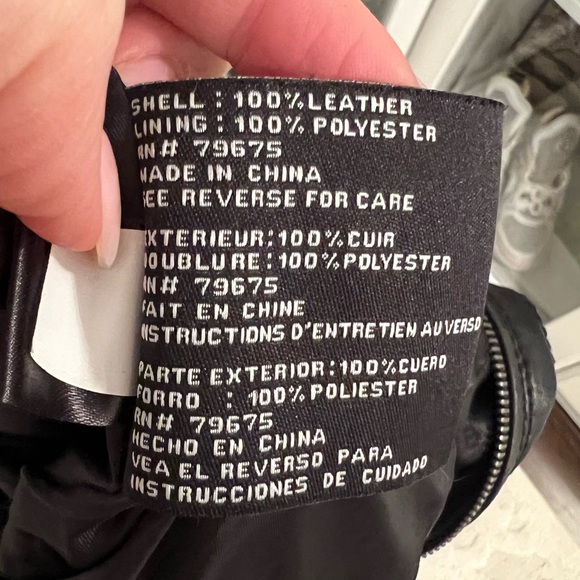 SHELL : 100% LEATHER
LINING : 100% POLYESTER
RN# 79675
MADE IN CHINA
SEE REVERSE FOR CARE
EXTERIEUR:100%CUIR
DOUBLURE:100%POLYESTER
RN# 79675
FAIT EN CHINE
INSTRUCTIONS D'ENTRETIEN AU VERSO
PARTE EXTERIOR:100%CUERO
FORRO : 100%POLIESTER
RN# 79675
HECHO EN CHINA
VEA EL REVERSO PARA
INSTRUCCIONES DE CUIDADO